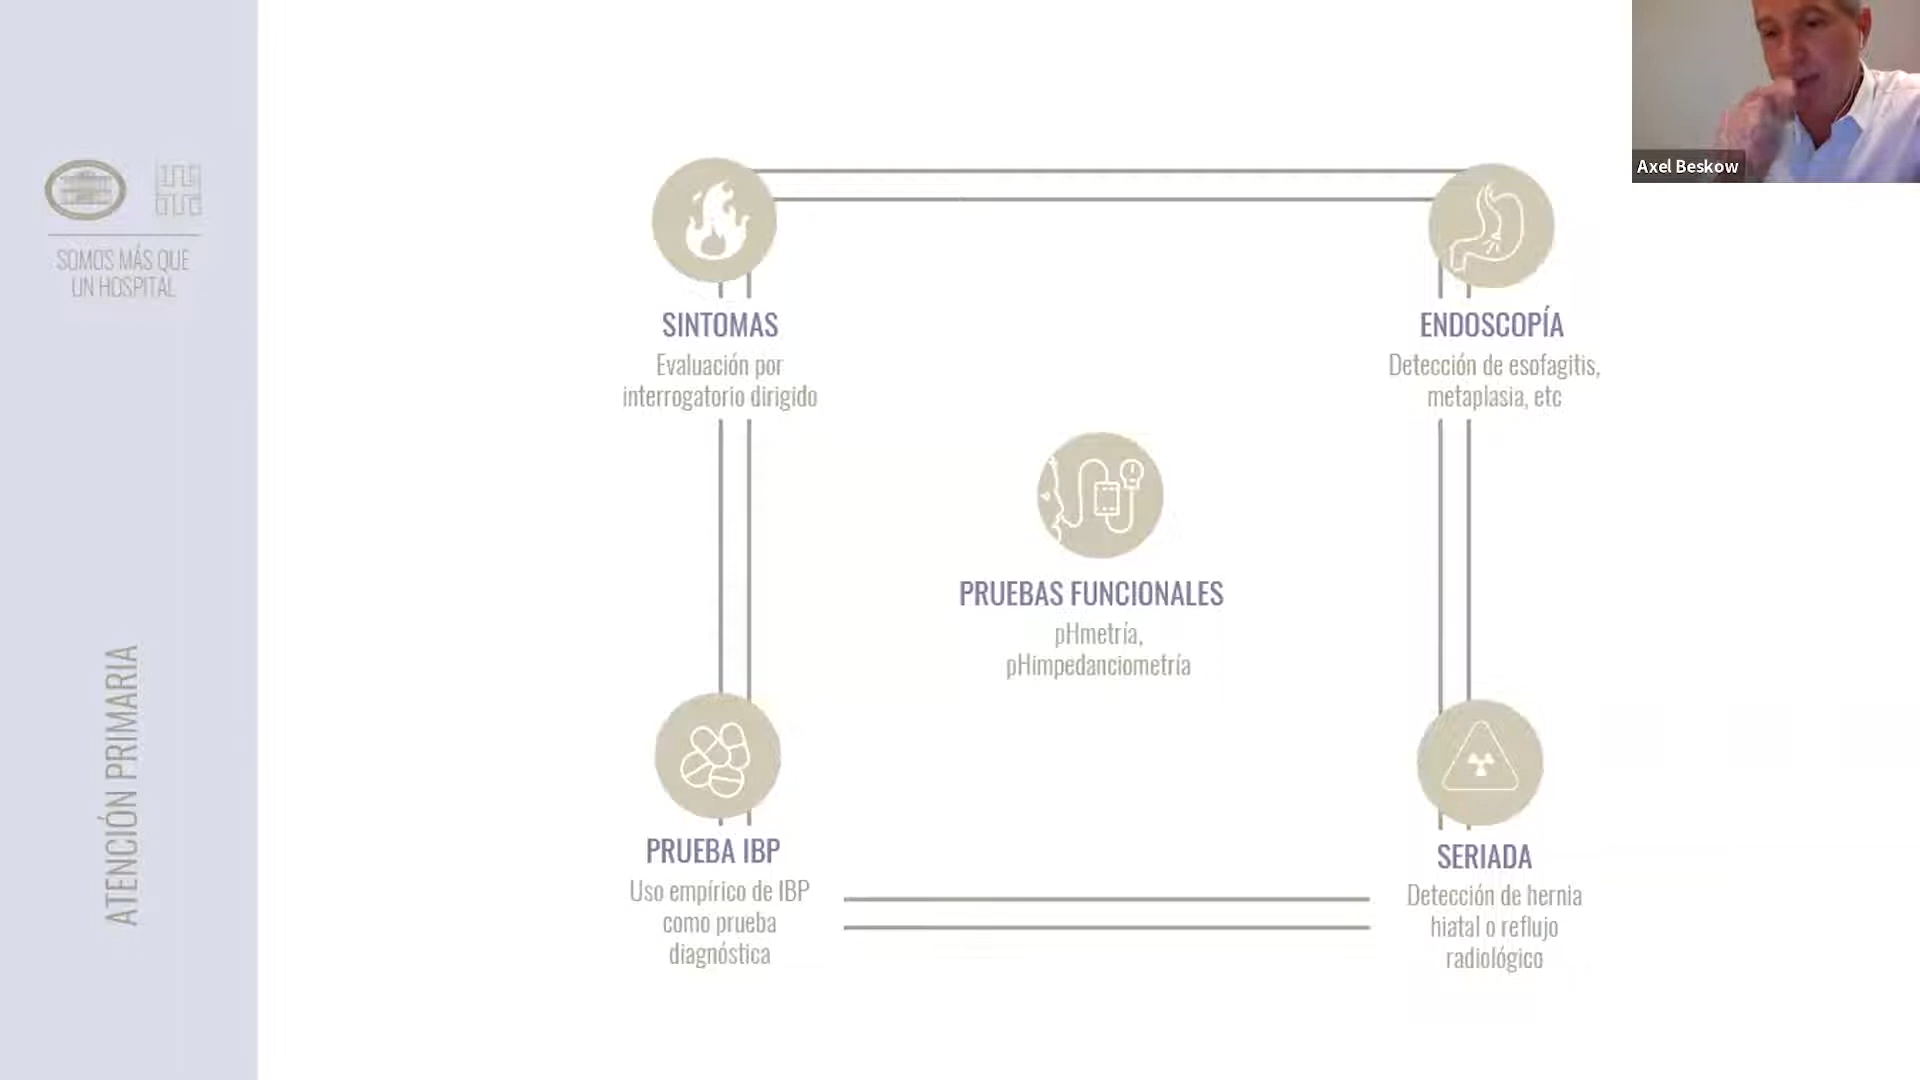 Axel Beskow
SOMOS MÁS QUE
UN HOSPITAL
ATENCIÓN PRIMARIA
SINTOMAS
Evaluación por
interrogatorio dirigido
ENDOSCOPÍA
Detección de esofagitis,
metaplasia, etc
PRUEBAS FUNCIONALES
pHmetría,
pHimpedanciometría
PRUEBA IBP
Uso empírico de IBP
como prueba
diagnóstica
SERIADA
Detección de hernia
hiatal o reflujo
radiológico